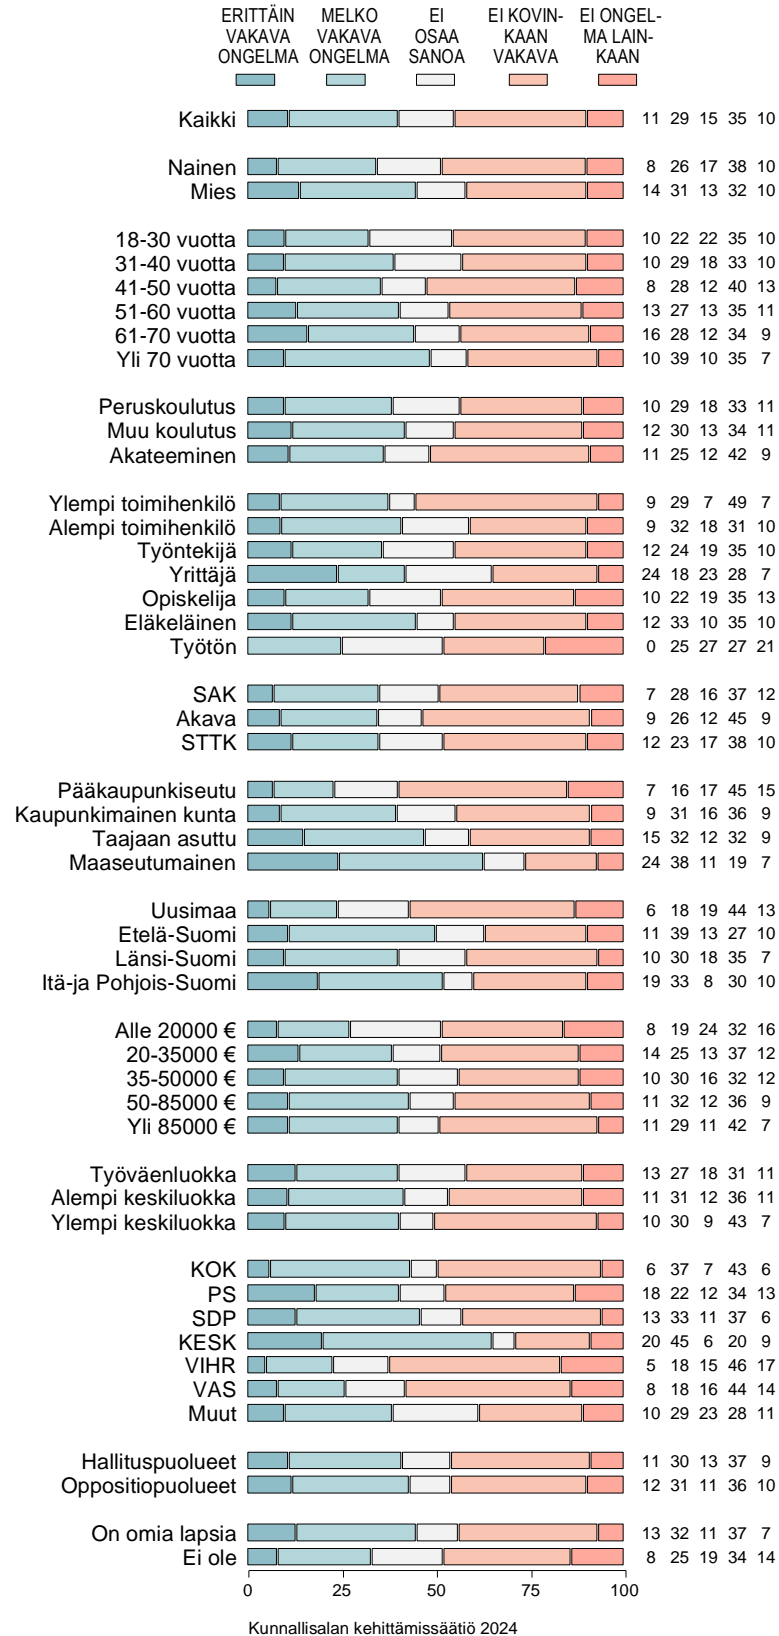 ERITTÄIN MELKO EI EI KOVIN- EI ONGEL-
VAKAVA VAKAVA OSAA KAAN MA LAIN-
ONGELMA ONGELMA SANOA VAKAVA KAAN
Kaikki 11 29 15 35 10
Nainen 8 26 17 38 10
Mies 14 31 13 32 10
18-30 vuotta 10 22 22 35 10
31-40 vuotta 10 29 18 33 10
41-50 vuotta 8 28 12 40 13
51-60 vuotta 13 27 13 35 11
61-70 vuotta 16 28 12 34 9
Yli 70 vuotta 10 39 10 35 7
Peruskoulutus 10 29 18 33 11
Muu koulutus 12 30 13 34 11
Akateeminen 11 25 12 42 9
Ylempi toimihenkilö 9 29 7 49 7
Alempi toimihenkilö 9 32 18 31 10
Työntekijä 12 24 19 35 10
Yrittäjä 24 18 23 28 7
Opiskelija 10 22 19 35 13
Eläkeläinen 12 33 10 35 10
Työtön 0 25 27 27 21
SAK 7 28 16 37 12
Akava 9 26 12 45 9
STTK 12 23 17 38 10
Pääkaupunkiseutu 7 16 17 45 15
Kaupunkimainen kunta 9 31 16 36 9
Taajaan asuttu 15 32 12 32 9
Maaseutumainen 24 38 11 19 7
Uusimaa 6 18 19 44 13
Etelä-Suomi 11 39 13 27 10
Länsi-Suomi 10 30 18 35 7
Itä-ja Pohjois-Suomi 19 33 8 30 10
Alle 20000 € 8 19 24 32 16
20-35000 € 14 25 13 37 12
35-50000 € 10 30 16 32 12
50-85000 € 11 32 12 36 9
Yli 85000 € 11 29 11 42 7
Työväenluokka 13 27 18 31 11
Alempi keskiluokka 11 31 12 36 11
Ylempi keskiluokka 10 30 9 43 7
KOK 6 37 7 43 6
PS 18 22 12 34 13
SDP 13 33 11 37 6
KESK 20 45 6 20 9
VIHR 5 18 15 46 17
VAS 8 18 16 44 14
Muut 10 29 23 28 11
Hallituspuolueet 11 30 13 37 9
Oppositiopuolueet 12 31 11 36 10
On omia lapsia 13 32 11 37 7
Ei ole 8 25 19 34 14
0 25 50 75 100
Kunnallisalan kehittämissäätiö 2024